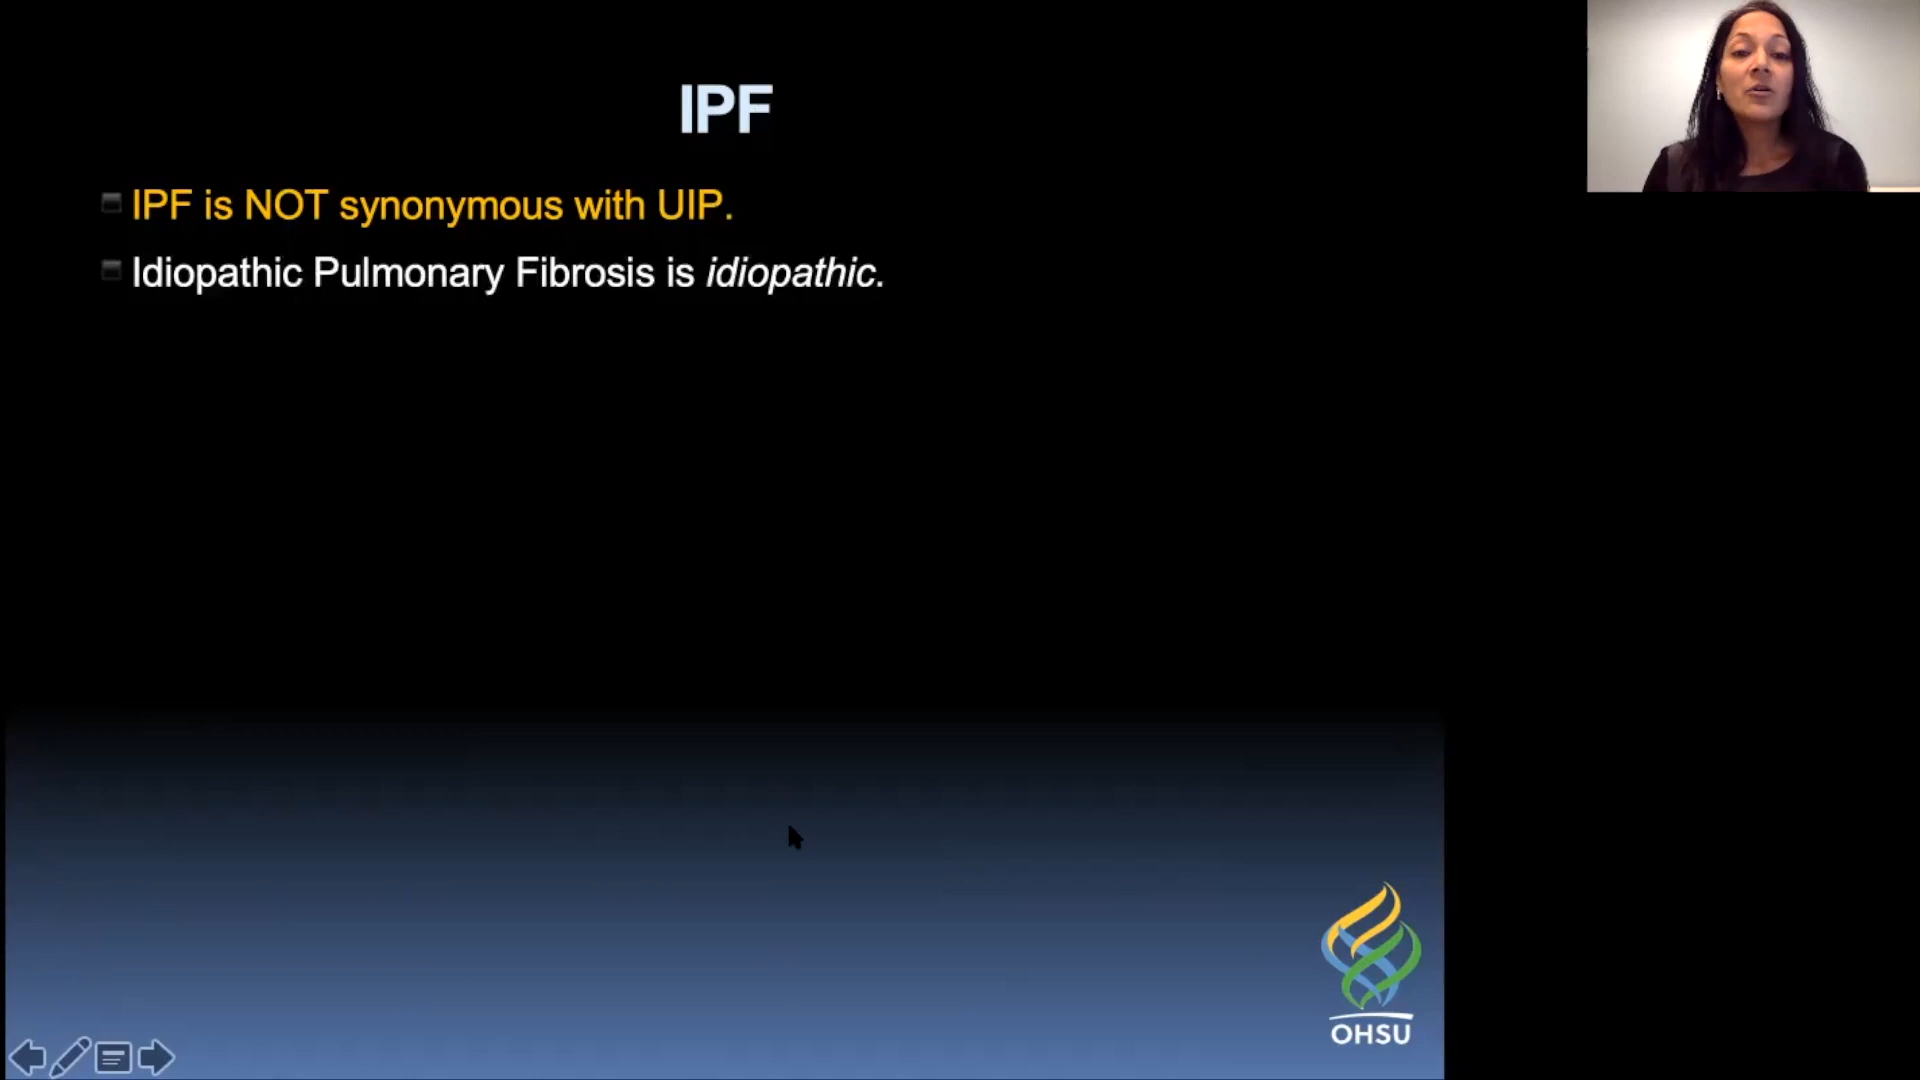 IPF
IPF is NOT synonymous with UIP.
Idiopathic Pulmonary Fibrosis is idiopathic.
OHSU